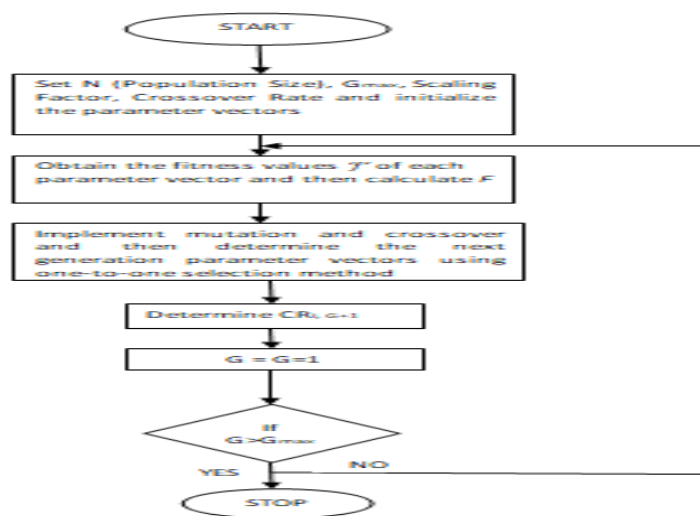 START
Set N (Population Size), Gmax, Scaling
Factor, Crossover Rate and initialize
the parameter vectors
Obtain the fitness values f of each
parameter vector and then calculate F
Implement mutation and crossover
and then determine the next
generation parameter vectors using
one-to-one selection method
Determine CRi, G+1
G = G=1
If
G>Gmax
YES
NO
STOP